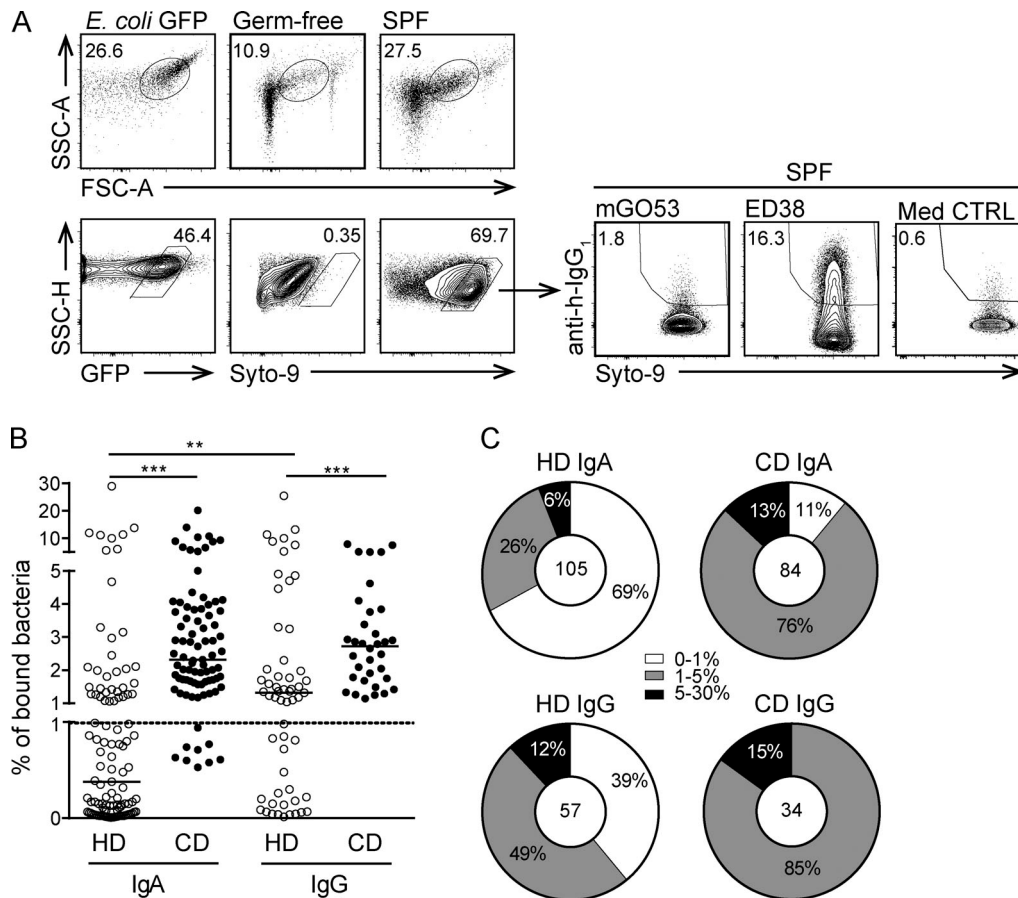 A
E. coli GFP
Germ-free
SPF
26.6
10.9
27.5
SSC-A
FSC-A
46.4
0.35
69.7
SSC-H
GFP
Syto-9
SPF
mGO53
ED38
Med CTRL
1.8
16.3
0.6
anti-h-IgG1
Syto-9
B
**
***
***
% of bound bacteria
30
20
10
5
5
4
3
2
1
1
0
HD
CD
HD
CD
IgA
IgG
C
HD IgA
6%
26%
105
69%
CD IgA
13%
11%
84
76%
0-1%
1-5%
5-30%
HD IgG
12%
39%
57
49%
CD IgG
15%
34
85%